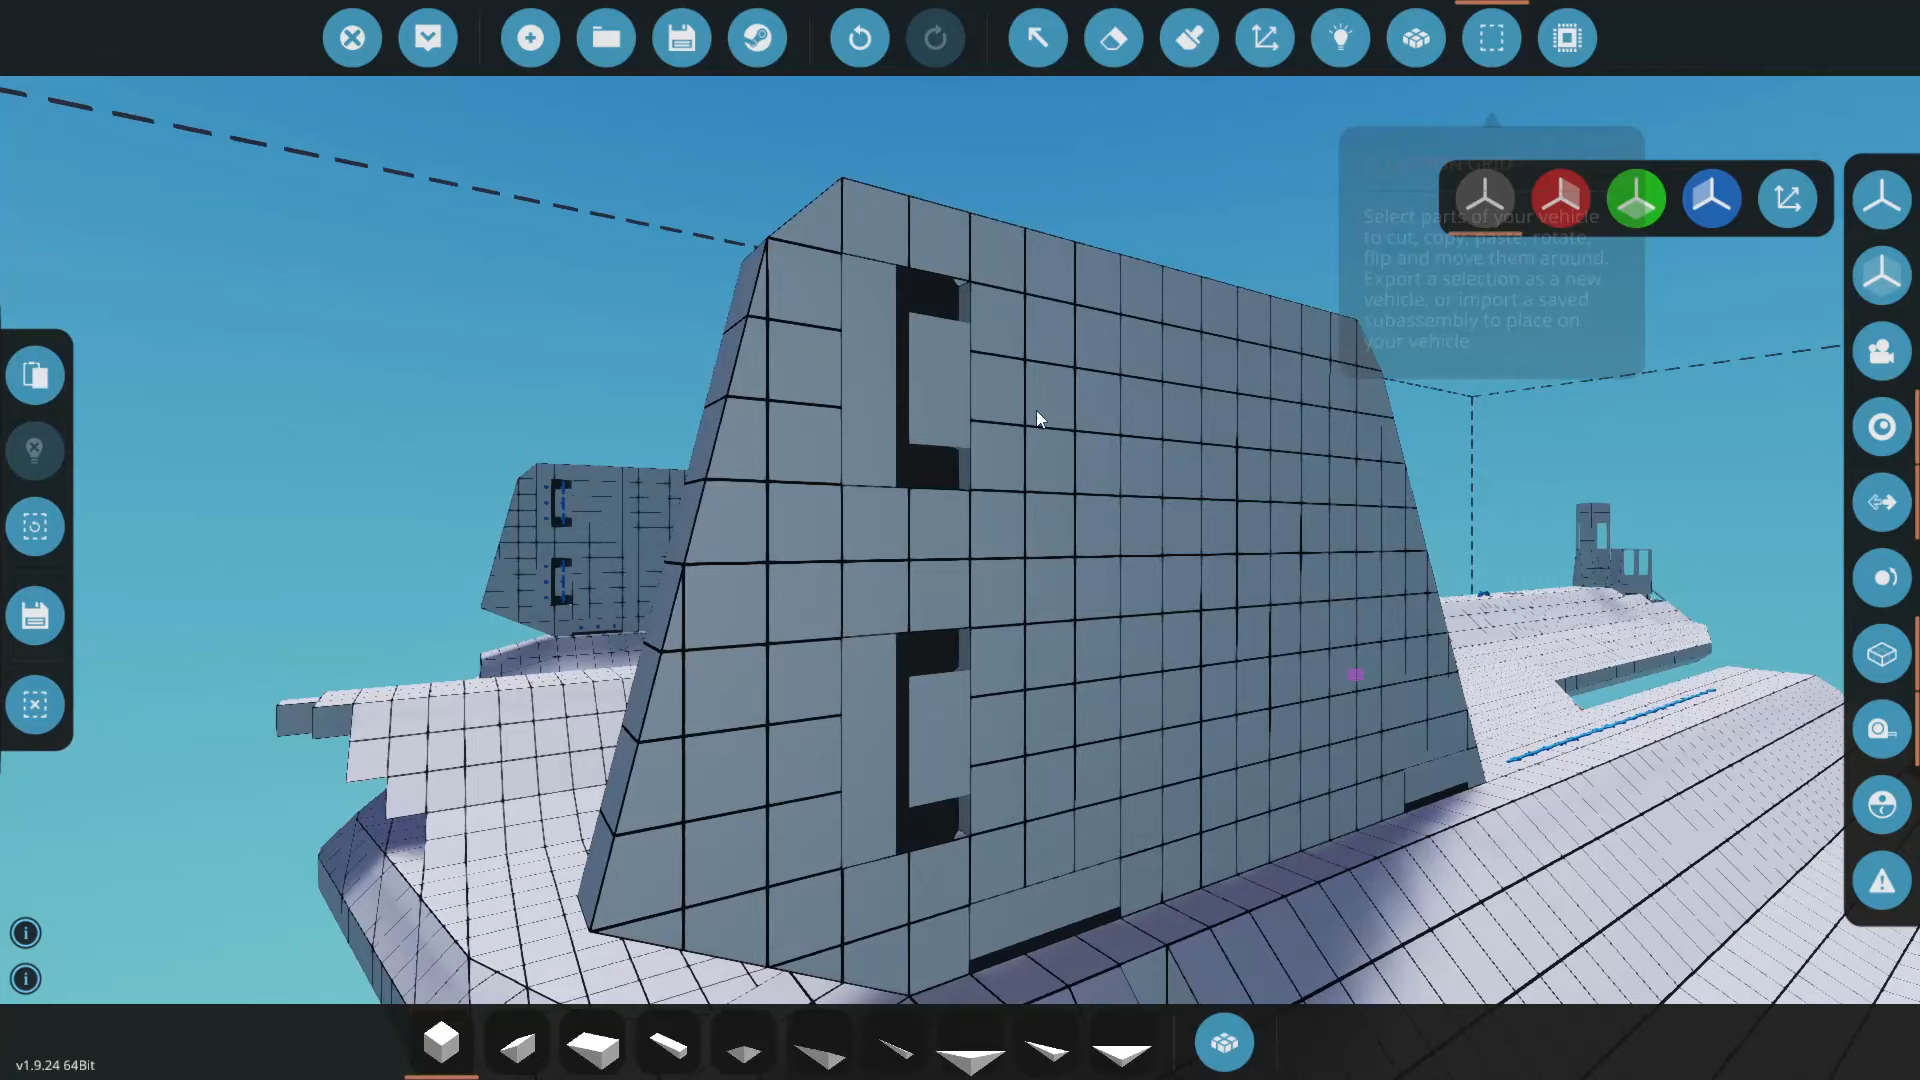 Select parts of your vehicle
to cut, copy, paste, rotate,
flip and move them around.
Export a selection as a new
vehicle, or import a saved
subassembly to place on
your vehicle
v1.9.24 64Bit